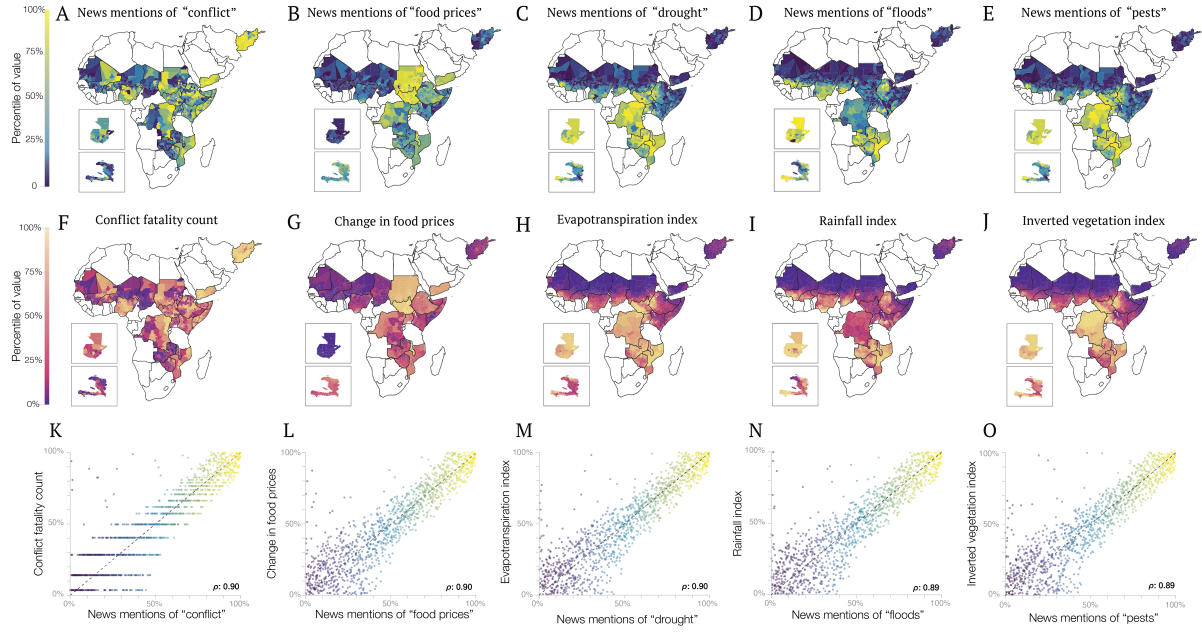 A News mentions of "conflict"
B News mentions of "food prices"
C News mentions of "drought"
D News mentions of "floods"
E News mentions of "pests"
Percentile of value
100%
75%
50%
25%
0
F Conflict fatality count
G Change in food prices
H Evapotranspiration index
I Rainfall index
J Inverted vegetation index
Percentile of value
100%
75%
50%
25%
0%
K
Conflict fatality count
100%
50%
0%
ρ: 0.90
0% 50% 100%
News mentions of "conflict"
L
Change in food prices
100%
50%
0%
ρ: 0.90
0% 50% 100%
News mentions of "food prices"
M
Evapotranspiration index
100%
50%
0%
ρ: 0.90
0% 50% 100%
News mentions of "drought"
N
Rainfall index
100%
50%
0%
ρ: 0.89
0% 50% 100%
News mentions of "floods"
O
Inverted vegetation index
100%
50%
0%
ρ: 0.89
0% 50% 100%
News mentions of "pests"